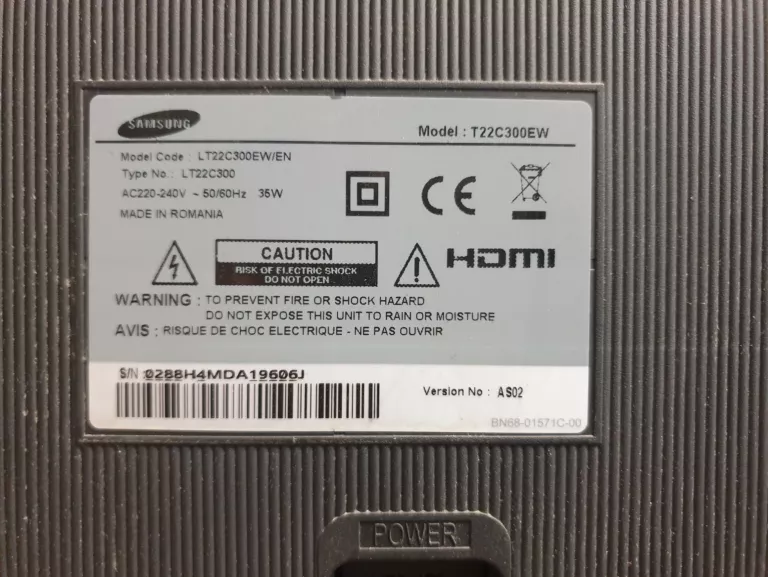 SAMSUNG
Model : T22C300EW
Model Code : LT22C300EW/EN
Type No. : LT22C300
AC220-240V ~ 50/60Hz 35W
MADE IN ROMANIA
CE
CAUTION
RISK OF ELECTRIC SHOCK
DO NOT OPEN
HDMI
WARNING : TO PREVENT FIRE OR SHOCK HAZARD
DO NOT EXPOSE THIS UNIT TO RAIN OR MOISTURE
AVIS : RISQUE DE CHOC ELECTRIQUE - NE PAS OUVRIR
S/N :0288H4MDA19606J
Version No : AS02
BN68-01571C-00
POWER